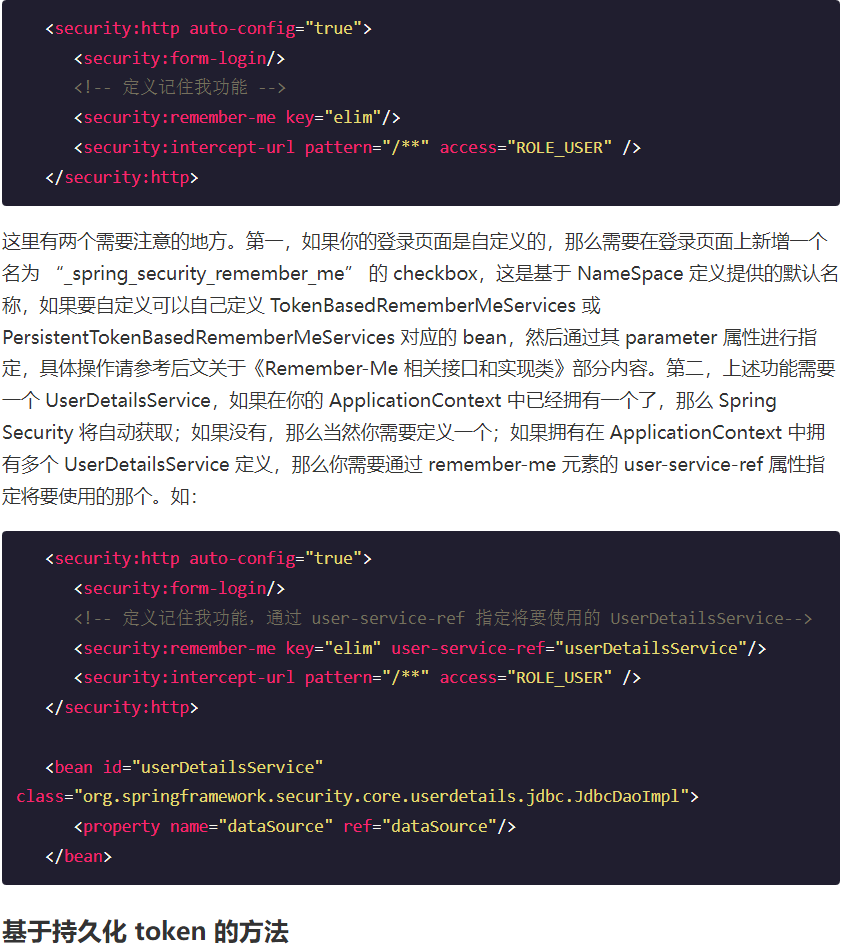 <security:http auto-config="true">
<security:form-login/>
<!-- 定义记住我功能 -->
<security:remember-me key="elim"/>
<security:intercept-url pattern="/**" access="ROLE_USER" />
</security:http>
这里有两个需要注意的地方。第一，如果你的登录页面是自定义的，那么需要在登录页面上新增一个
名为 “_spring_security_remember_me” 的 checkbox，这是基于 NameSpace 定义提供的默认名
称，如果要自定义可以自己定义 TokenBasedRememberMeServices 或
PersistentTokenBasedRememberMeServices 对应的 bean，然后通过其 parameter 属性进行指
定，具体操作请参考后文关于《Remember-Me 相关接口和实现类》部分内容。第二，上述功能需要
一个 UserDetailsService，如果在你的 ApplicationContext 中已经拥有一个了，那么 Spring
Security 将自动获取；如果没有，那么当然你需要定义一个；如果拥有在 ApplicationContext 中拥
有多个 UserDetailsService 定义，那么你需要通过 remember-me 元素的 user-service-ref 属性指
定将要使用的那个。如：
<security:http auto-config="true">
<security:form-login/>
<!-- 定义记住我功能，通过 user-service-ref 指定将要使用的 UserDetailsService-->
<security:remember-me key="elim" user-service-ref="userDetailsService"/>
<security:intercept-url pattern="/**" access="ROLE_USER" />
</security:http>
<bean id="userDetailsService"
class="org.springframework.security.core.userdetails.jdbc.JdbcDaoImpl">
<property name="dataSource" ref="dataSource"/>
</bean>
基于持久化 token 的方法